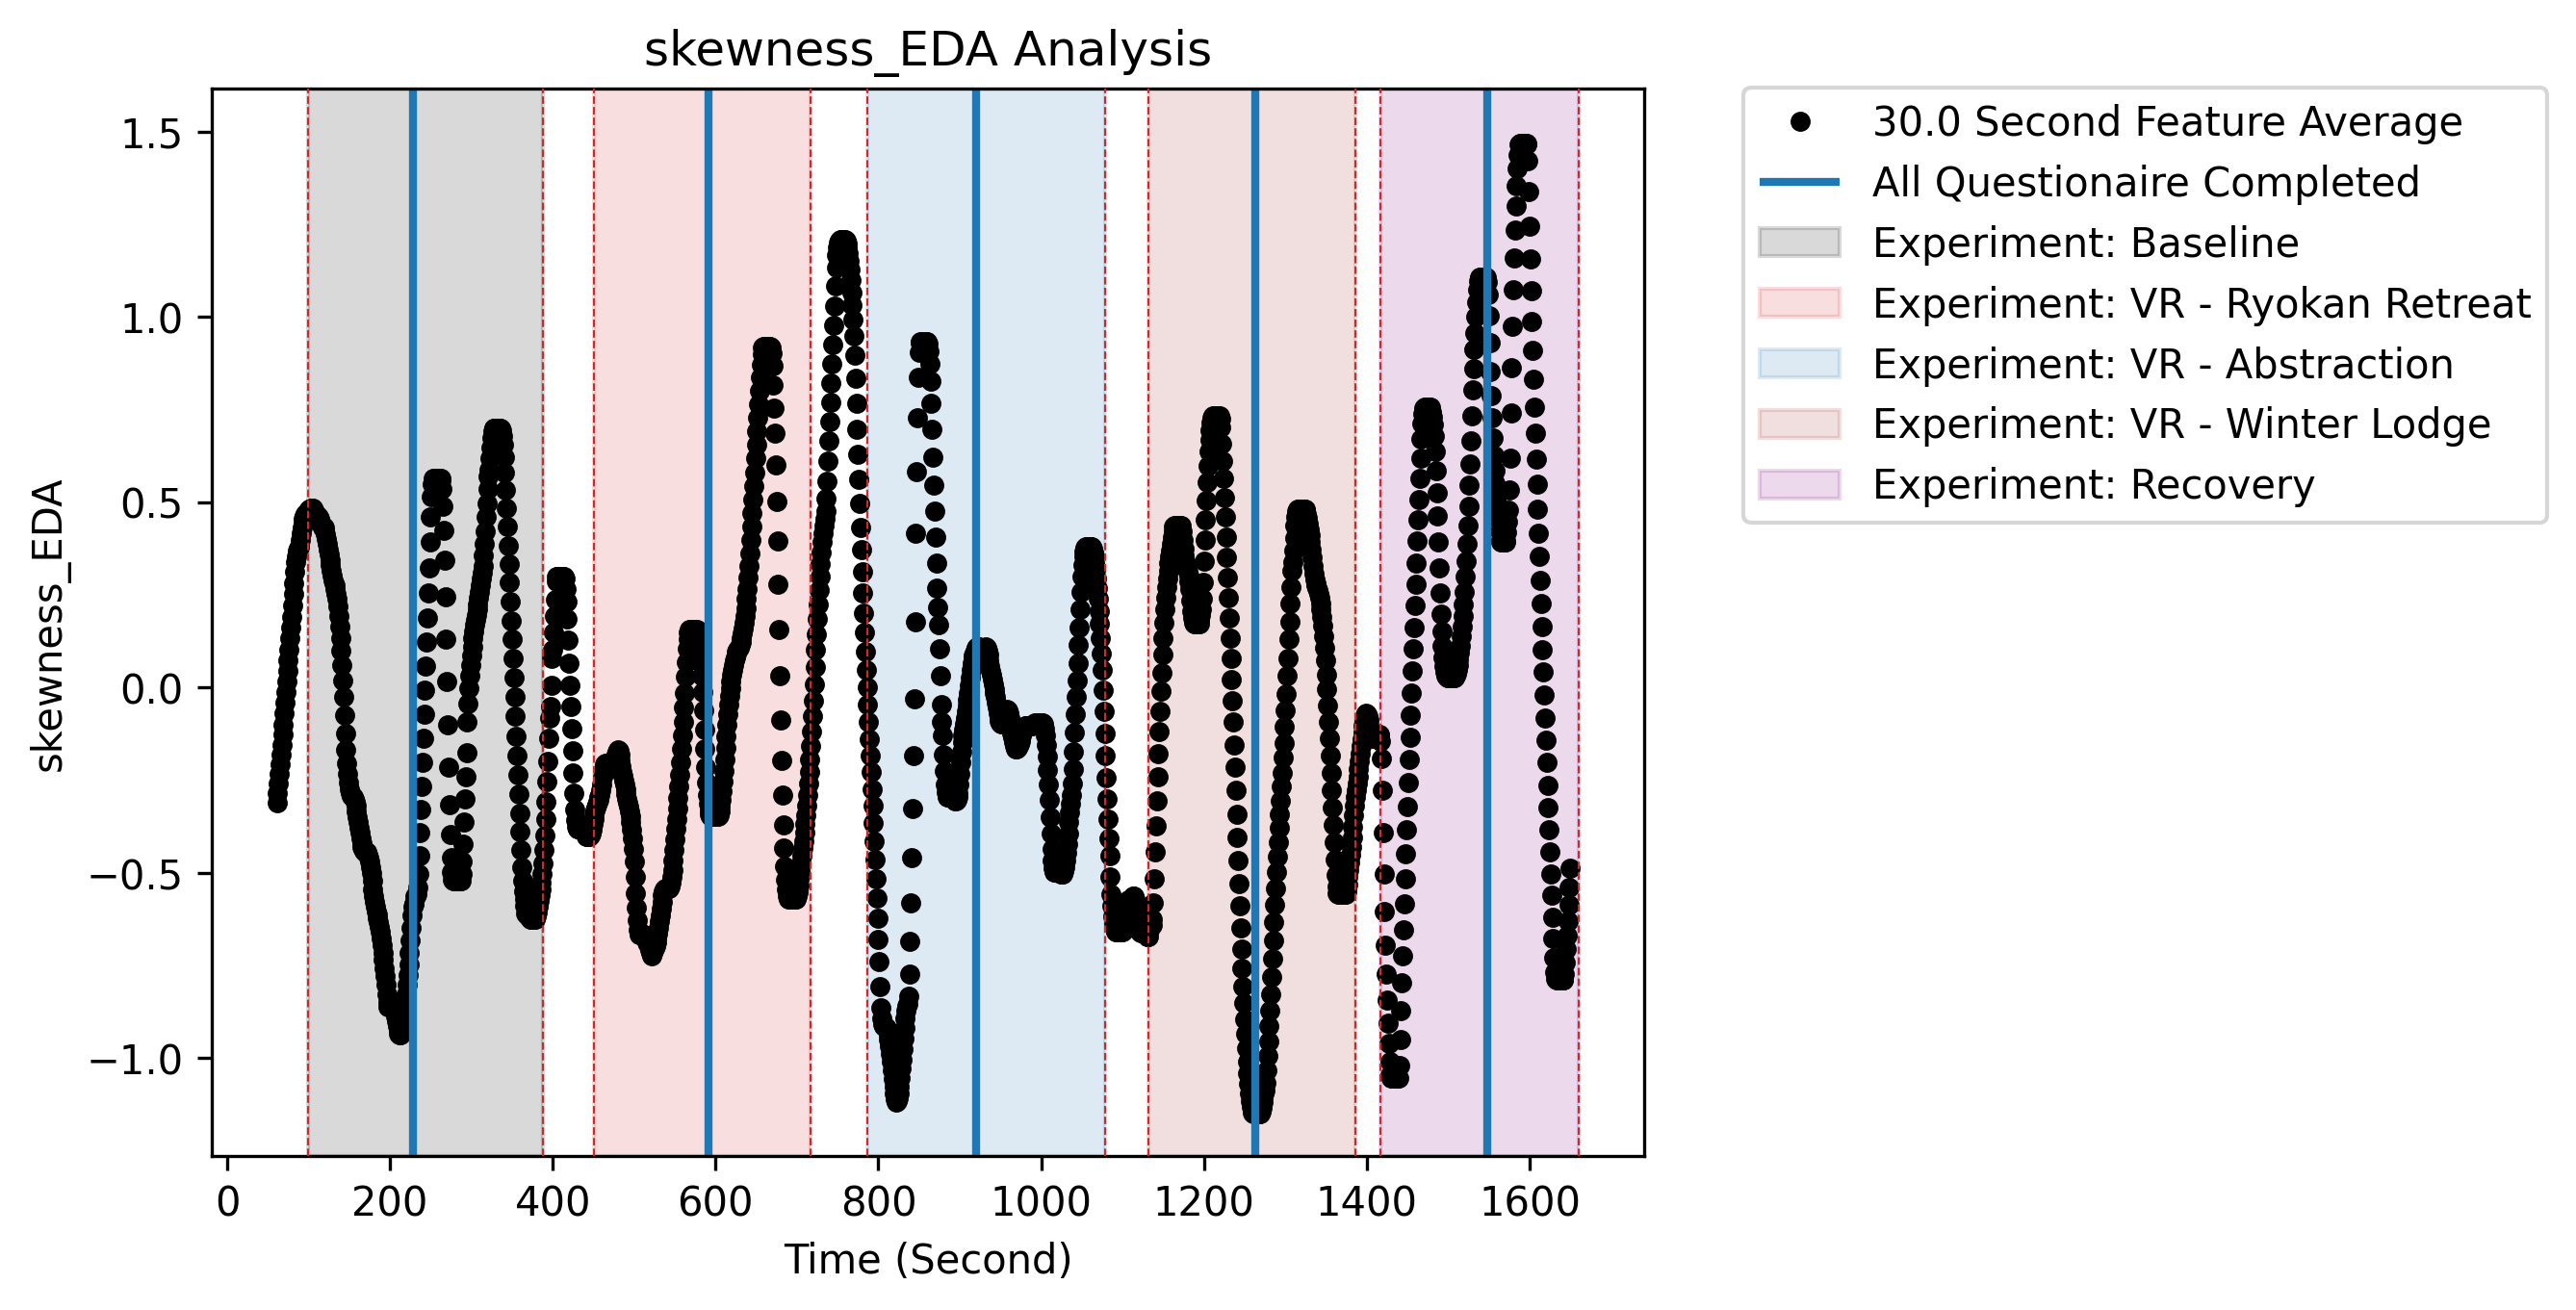 skewness_EDA Analysis
1.5
1.0
0.5
0.0
−0.5
−1.0
skewness_EDA
0 200 400 600 800 1000 1200 1400 1600
Time (Second)
30.0 Second Feature Average
All Questionaire Completed
Experiment: Baseline
Experiment: VR - Ryokan Retreat
Experiment: VR - Abstraction
Experiment: VR - Winter Lodge
Experiment: Recovery